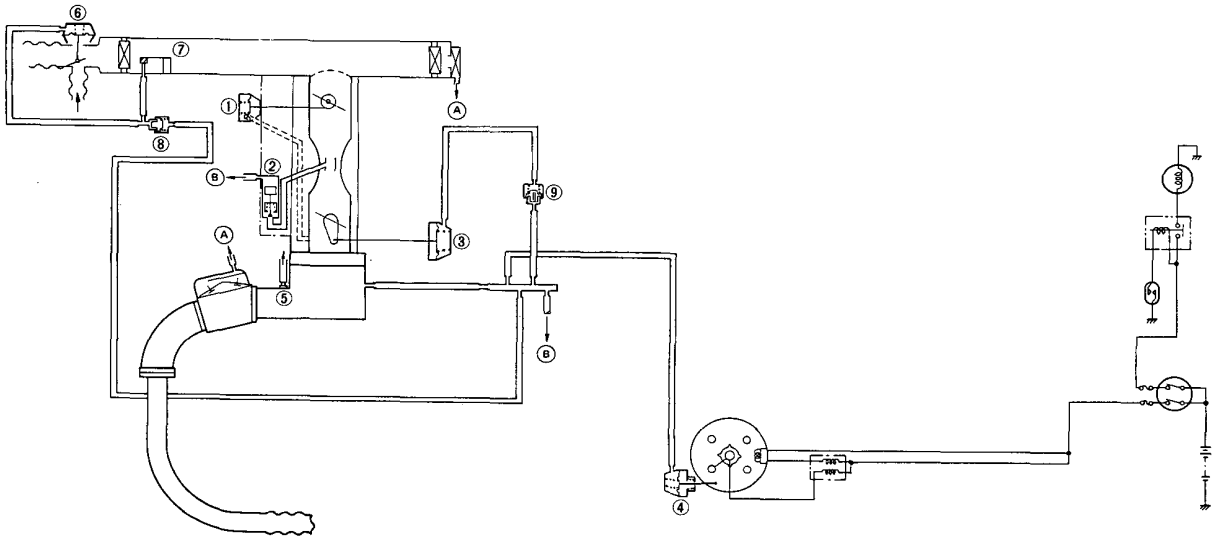 ⑥
⑦
①
A
⑧
②
B
⑨
③
A
⑤
B
④